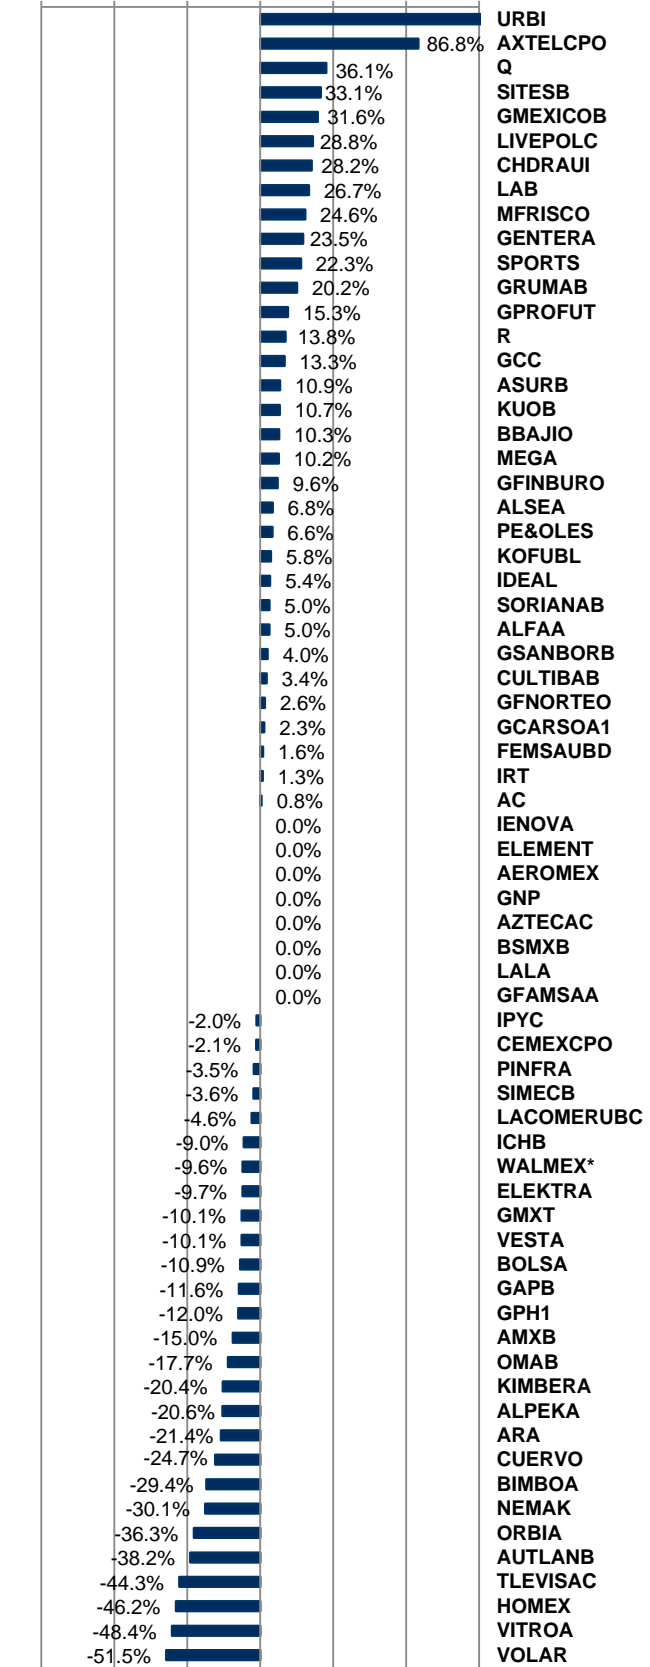 URBI
86.8% AXTELCPO
36.1% Q
33.1% SITESB
31.6% GMEXICOB
28.8% LIVEPOLC
28.2% CHDRAUI
26.7% LAB
24.6% MFRISCO
23.5% GENTERA
22.3% SPORTS
20.2% GRUMAB
15.3% GPROFUT
13.8% R
13.3% GCC
10.9% ASURB
10.7% KUOB
10.3% BBAJIO
10.2% MEGA
9.6% GFINBURO
6.8% ALSEA
6.6% PE&OLES
5.8% KOFUBL
5.4% IDEAL
5.0% SORIANAB
5.0% ALFAA
4.0% GSANBORB
3.4% CULTIBAB
2.6% GFNORTEO
2.3% GCARSOA1
1.6% FEMSAUBD
1.3% IRT
0.8% AC
0.0% IENOVA
0.0% ELEMENT
0.0% AEROMEX
0.0% GNP
0.0% AZTECAC
0.0% BSMXB
0.0% LALA
0.0% GFAMSAA
-2.0% IPYC
-2.1% CEMEXCPO
-3.5% PINFRA
-3.6% SIMECB
-4.6% LACOMERUBC
-9.0% ICHB
-9.6% WALMEX*
-9.7% ELEKTRA
-10.1% GMXT
-10.1% VESTA
-10.9% BOLSA
-11.6% GAPB
-12.0% GPH1
-15.0% AMXB
-17.7% OMAB
-20.4% KIMBERA
-20.6% ALPEKA
-21.4% ARA
-24.7% CUERVO
-29.4% BIMBOA
-30.1% NEMAK
-36.3% ORBIA
-38.2% AUTLANB
-44.3% TLEVISAC
-46.2% HOMEX
-48.4% VITROA
-51.5% VOLAR